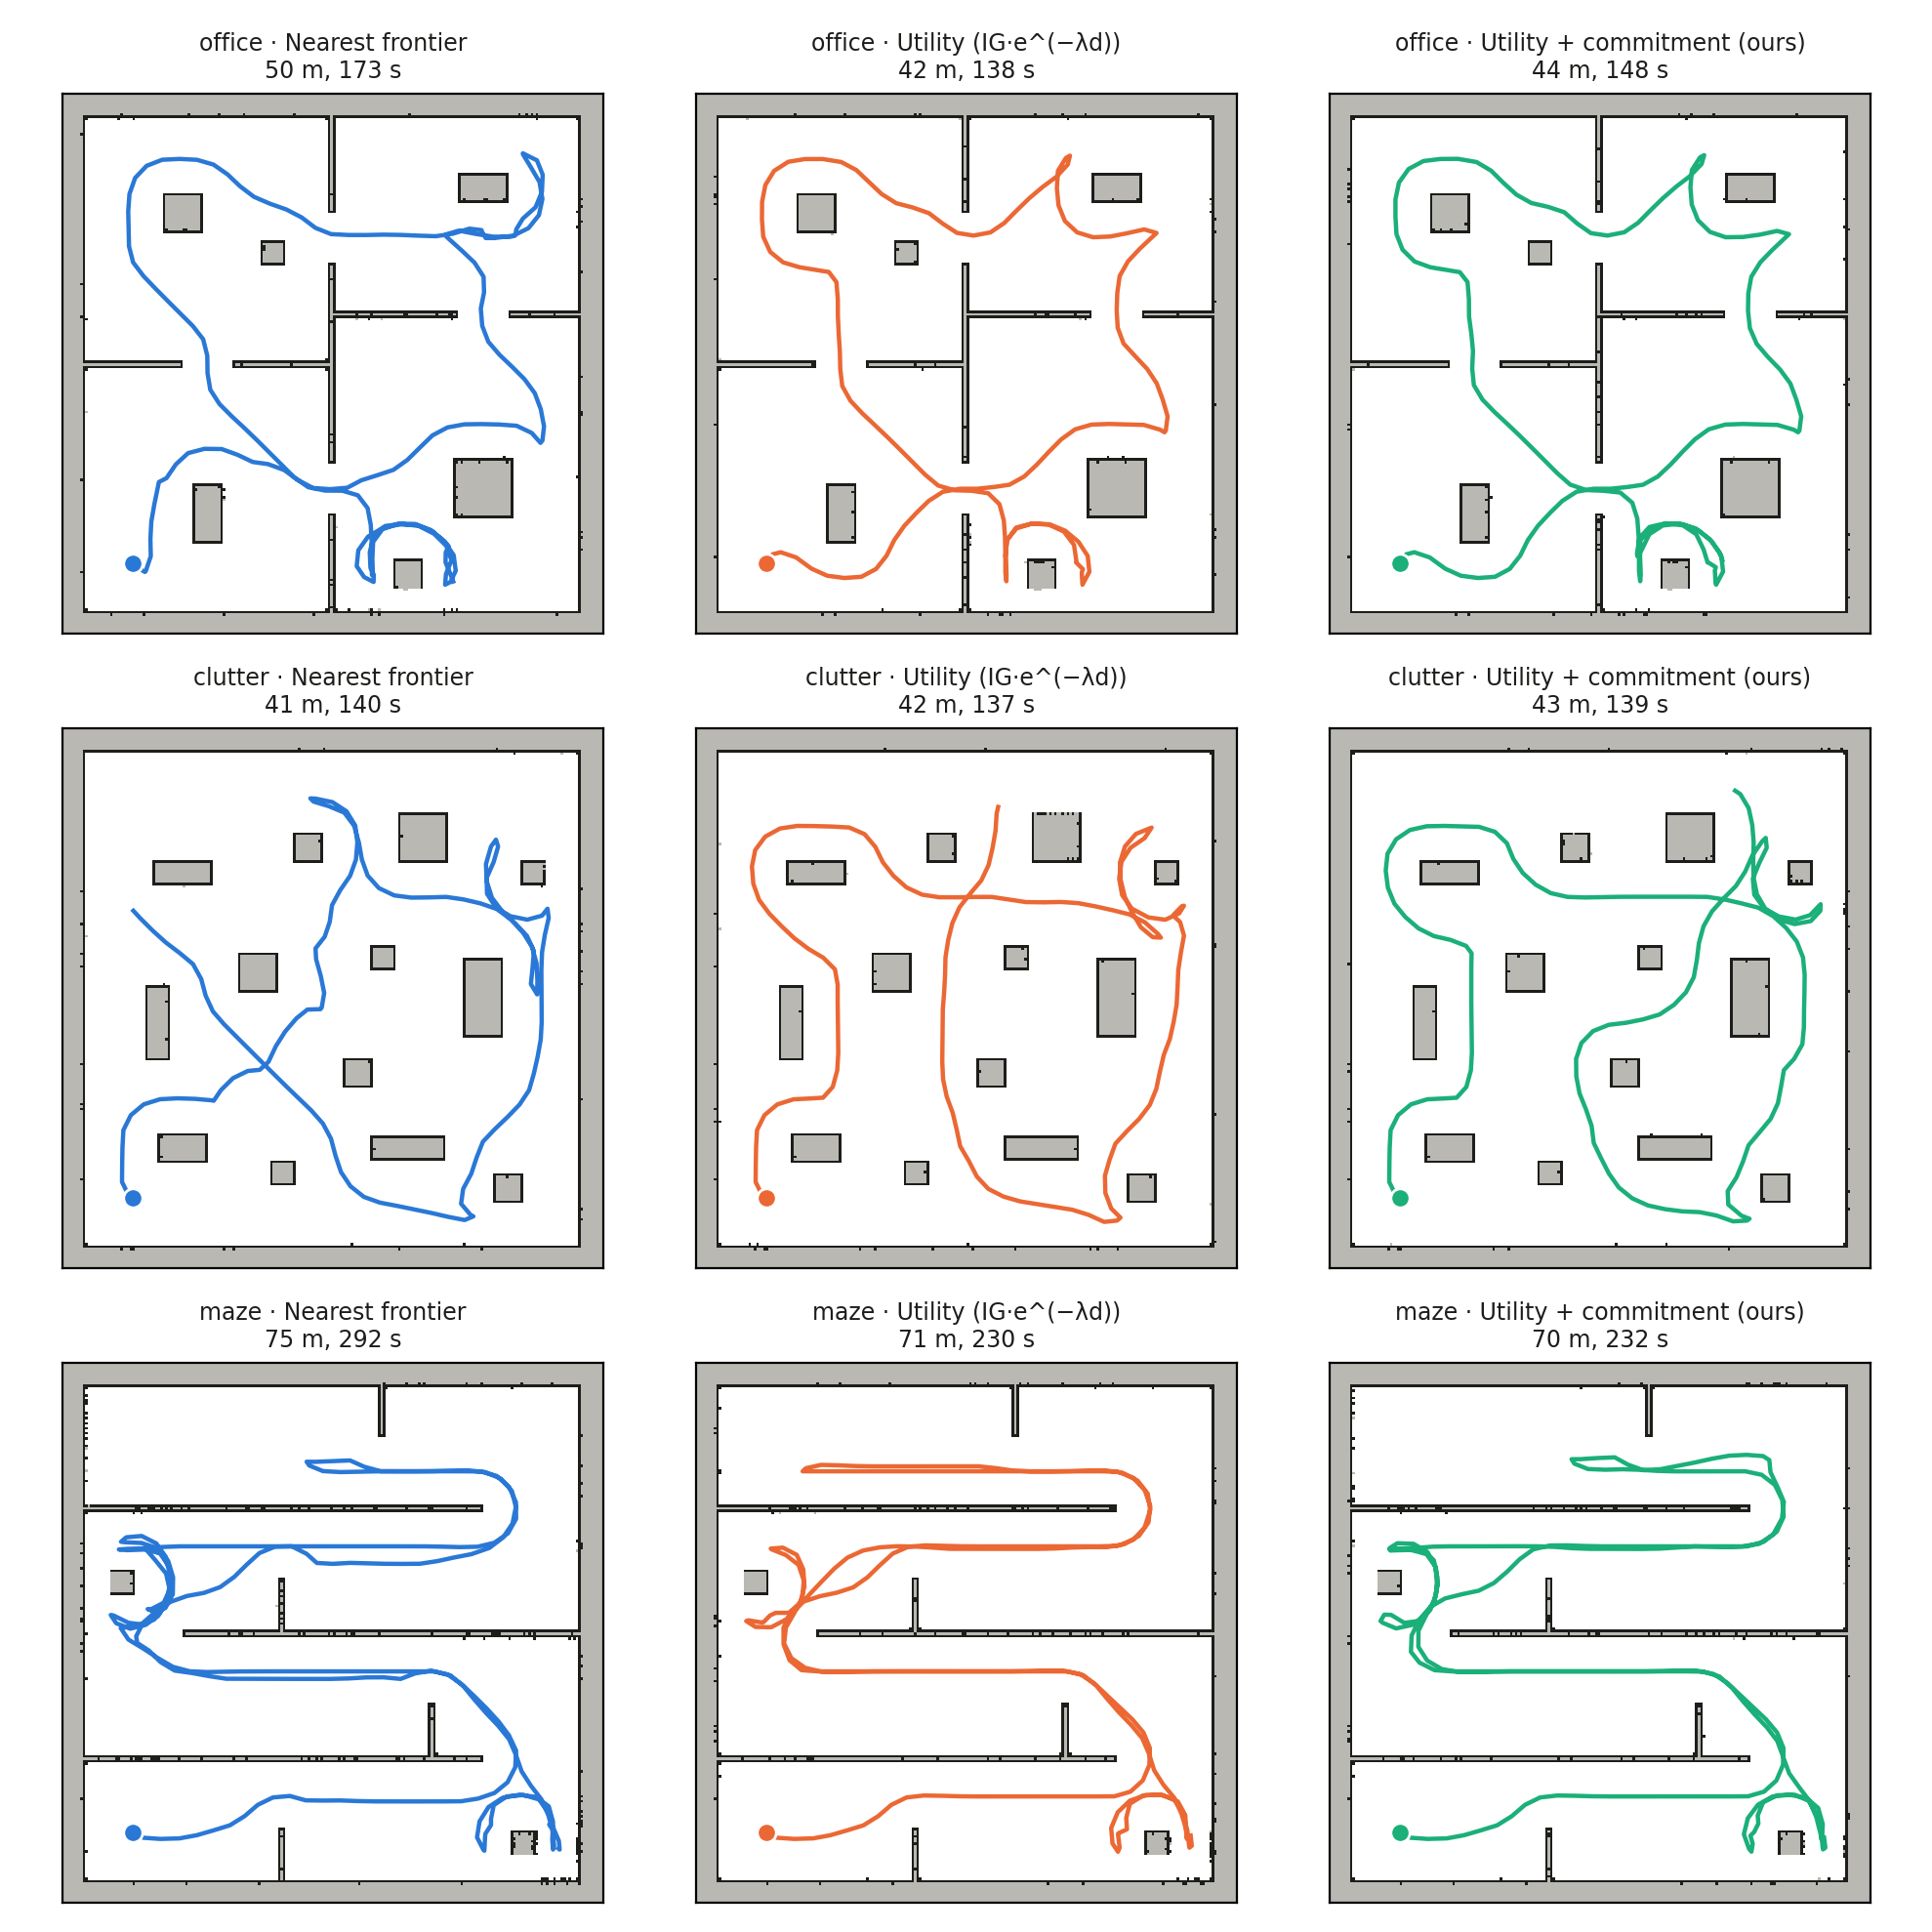 office · Nearest frontier
50 m, 173 s
office · Utility (IG·e^(−λd))
42 m, 138 s
office · Utility + commitment (ours)
44 m, 148 s
clutter · Nearest frontier
41 m, 140 s
clutter · Utility (IG·e^(−λd))
42 m, 137 s
clutter · Utility + commitment (ours)
43 m, 139 s
maze · Nearest frontier
75 m, 292 s
maze · Utility (IG·e^(−λd))
71 m, 230 s
maze · Utility + commitment (ours)
70 m, 232 s